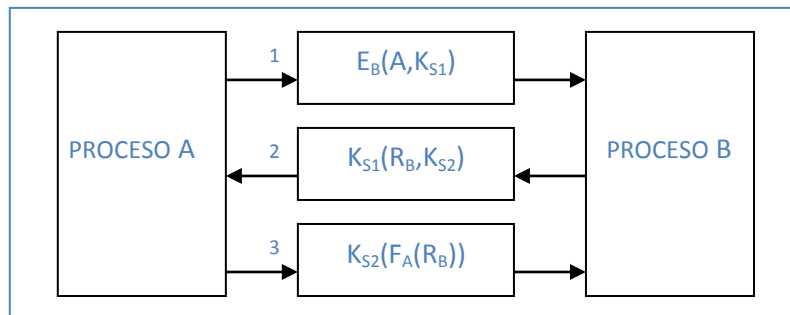 1
E_B(A,K_S1)
PROCESO A
2
K_S1(R_B,K_S2)
PROCESO B
3
K_S2(F_A(R_B))